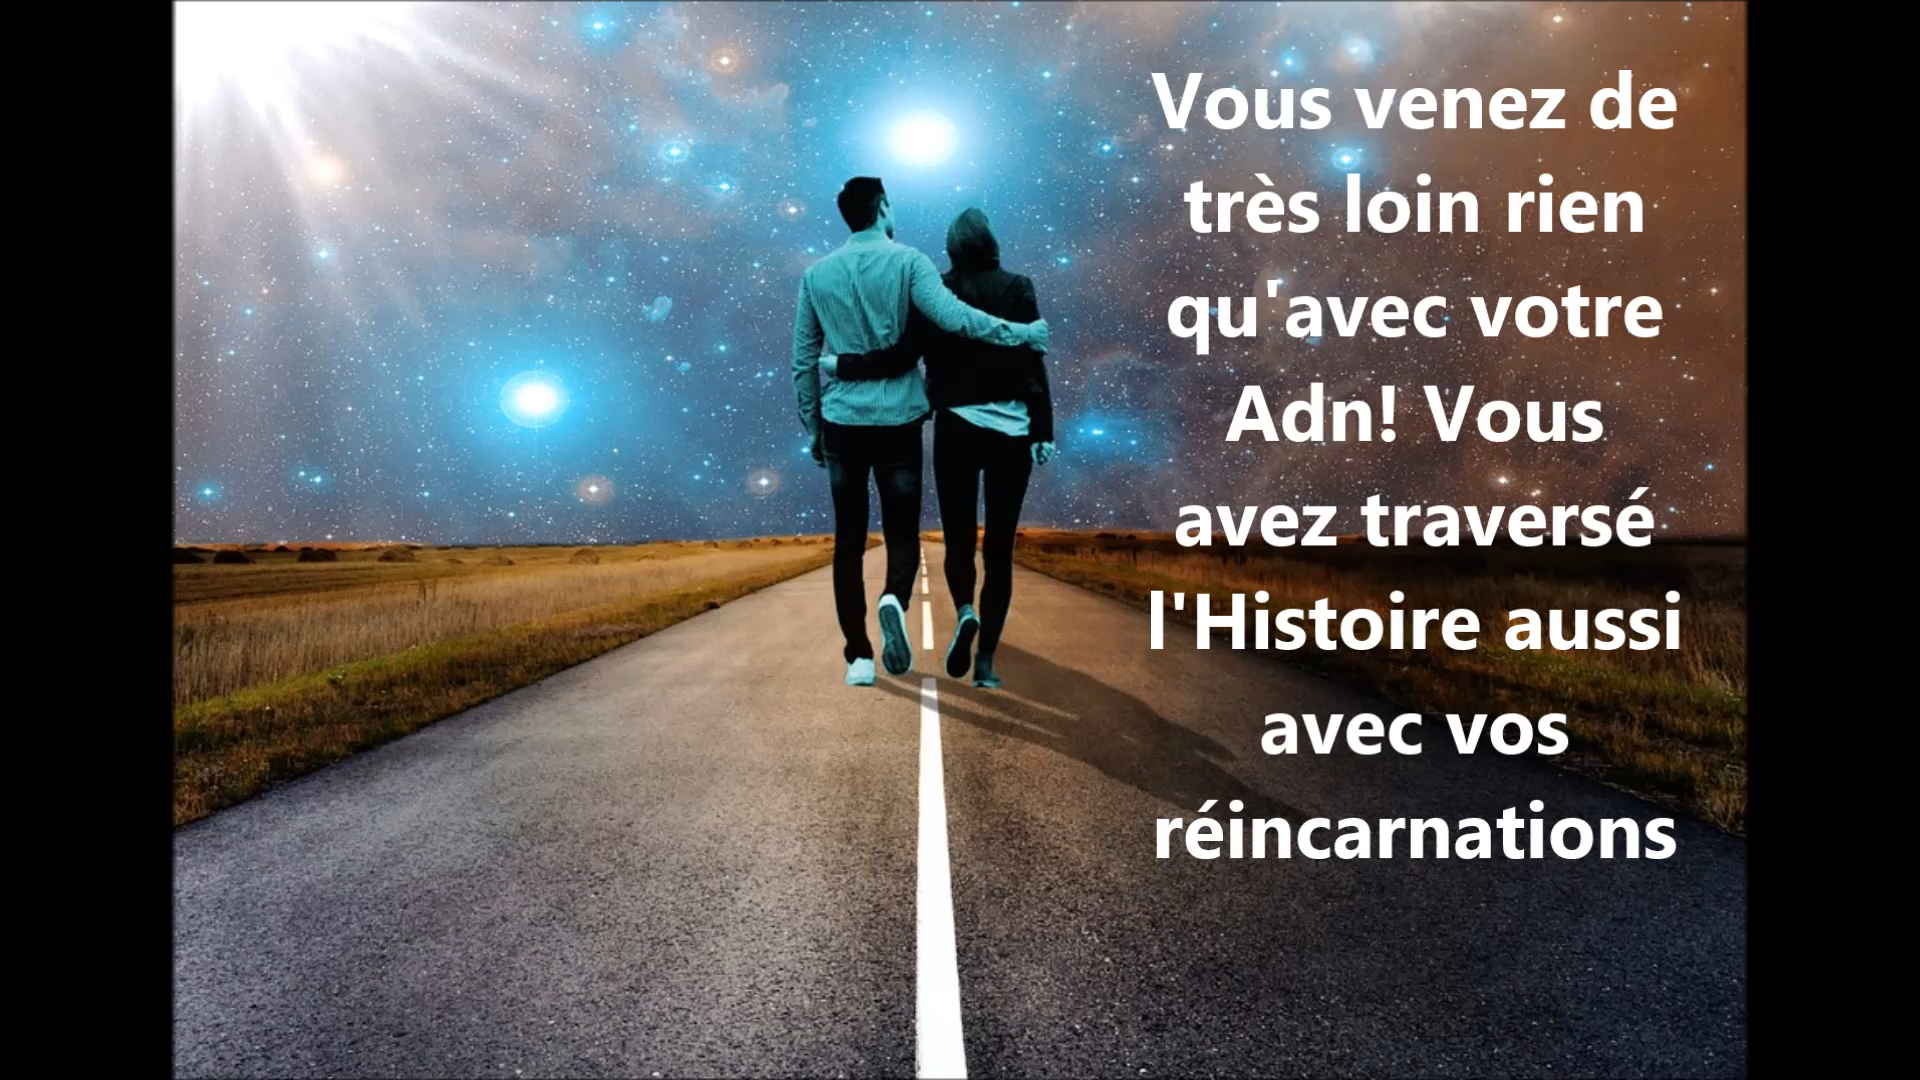 Vous venez de
très loin rien
qu'avec votre
Adn! Vous
avez traversé
l'Histoire aussi
avec vos
réincarnations